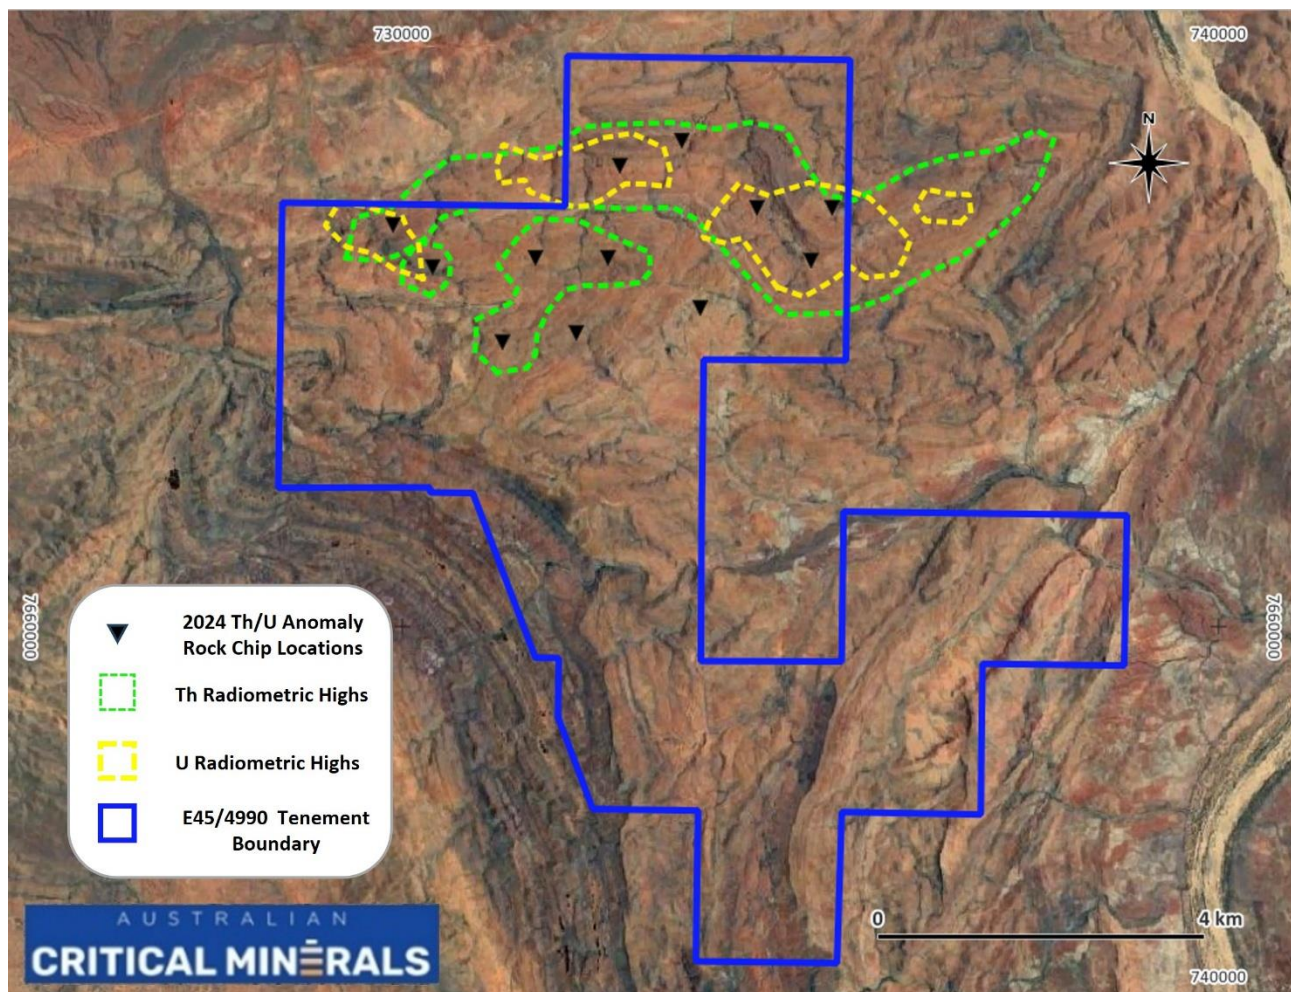 730000
740000
N
7660000
7660000
2024 Th/U Anomaly
Rock Chip Locations
Th Radiometric Highs
U Radiometric Highs
E45/4990 Tenement
Boundary
AUSTRALIAN
CRITICAL MINERALS
0
4 km
740000